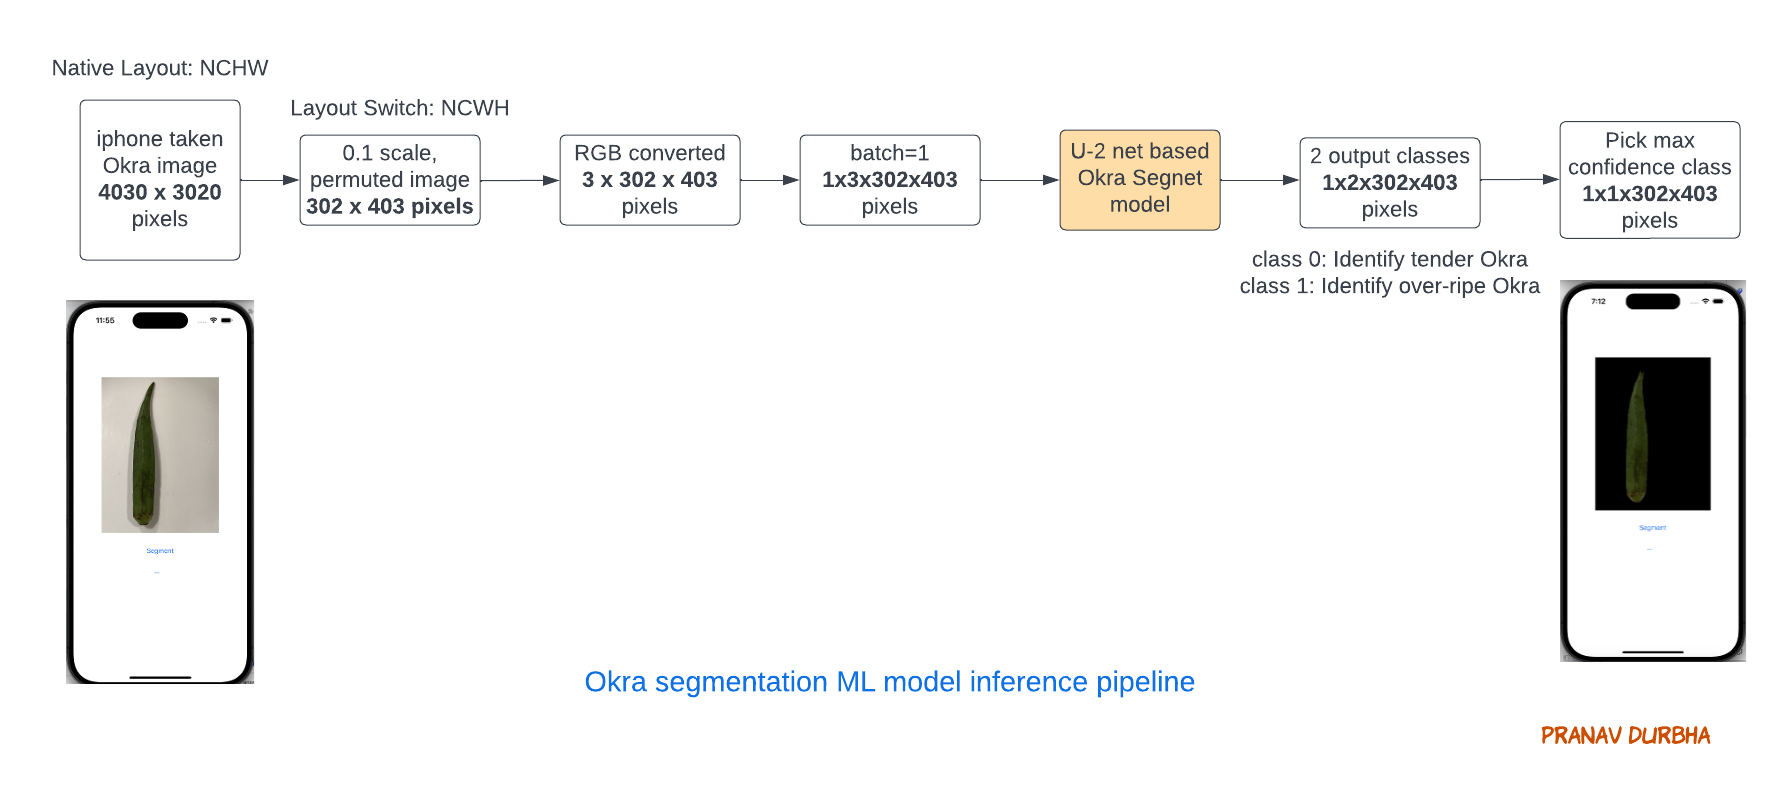 Native Layout: NCHW
iphone taken
Okra image
4030 x 3020
pixels
Layout Switch: NCWH
0.1 scale,
permuted image
302 x 403 pixels
RGB converted
3 x 302 x 403
pixels
batch=1
1x3x302x403
pixels
U-2 net based
Okra Segnet
model
2 output classes
1x2x302x403
pixels
class 0: Identify tender Okra
class 1: Identify over-ripe Okra
Pick max
confidence class
1x1x302x403
pixels
11:55
Segment
7:12
Segment
Okra segmentation ML model inference pipeline
PRANAV DURBHA